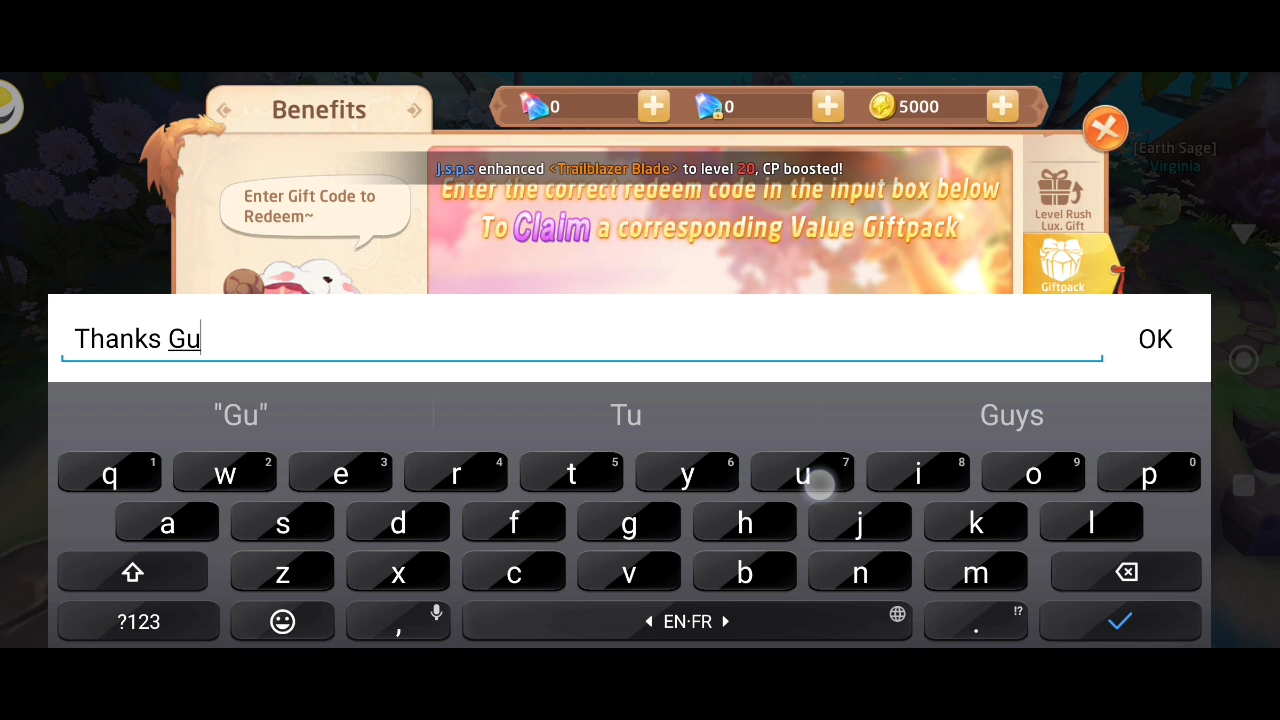 Benefits
0
0
5000
[Earth Sage]
Virginia
J.s.p.s enhanced <Trailblazer Blade> to level 20, CP boosted!
Enter Gift Code to
Redeem~
Enter the correct redeem code in the input box below
To Claim a corresponding Value Giftpack
Level Rush
Lux. Gift
Giftpack
Thanks Gu
OK
"Gu"
Tu
Guys
q 1 w 2 e 3 r 4 t 5 y 6 u 7 i 8 o 9 p 0
a s d f g h j k l
z x c v b n m
?123 , EN·FR . !?